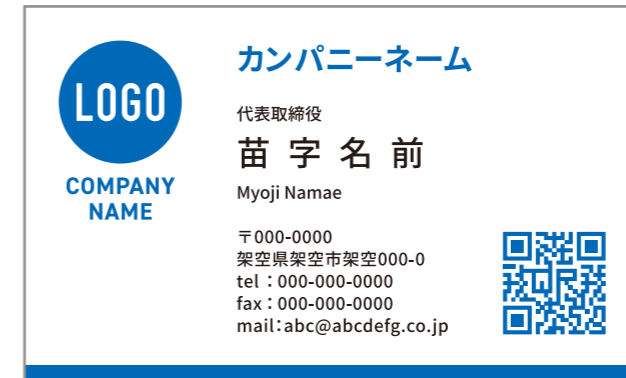 LOGO
COMPANY
NAME
カンパニーネーム
代表取締役
苗字名前
Myoji Namae
〒000-0000
架空県架空市架空000-0
tel：000-000-0000
fax：000-000-0000
mail：abc@abcdefg.co.jp